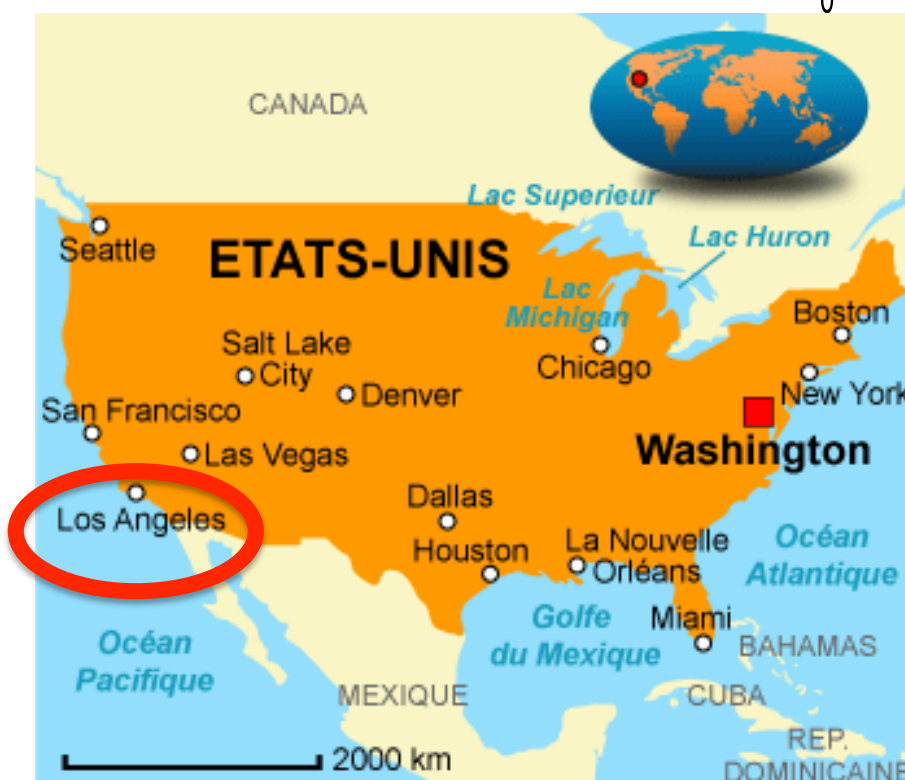 CANADA
Lac Superieur
Lac Huron
Seattle
ETATS-UNIS
Lac
Michigan
Boston
Salt Lake
City
Chicago
Denver
New York
San Francisco
Washington
Las Vegas
Dallas
Los Angeles
Houston
La Nouvelle
Orléans
Océan
Atlantique
Golfe
du Mexique
Miami
Océan
Pacifique
BAHAMAS
MEXIQUE
CUBA
REP.
DOMINICAINE
2000 km